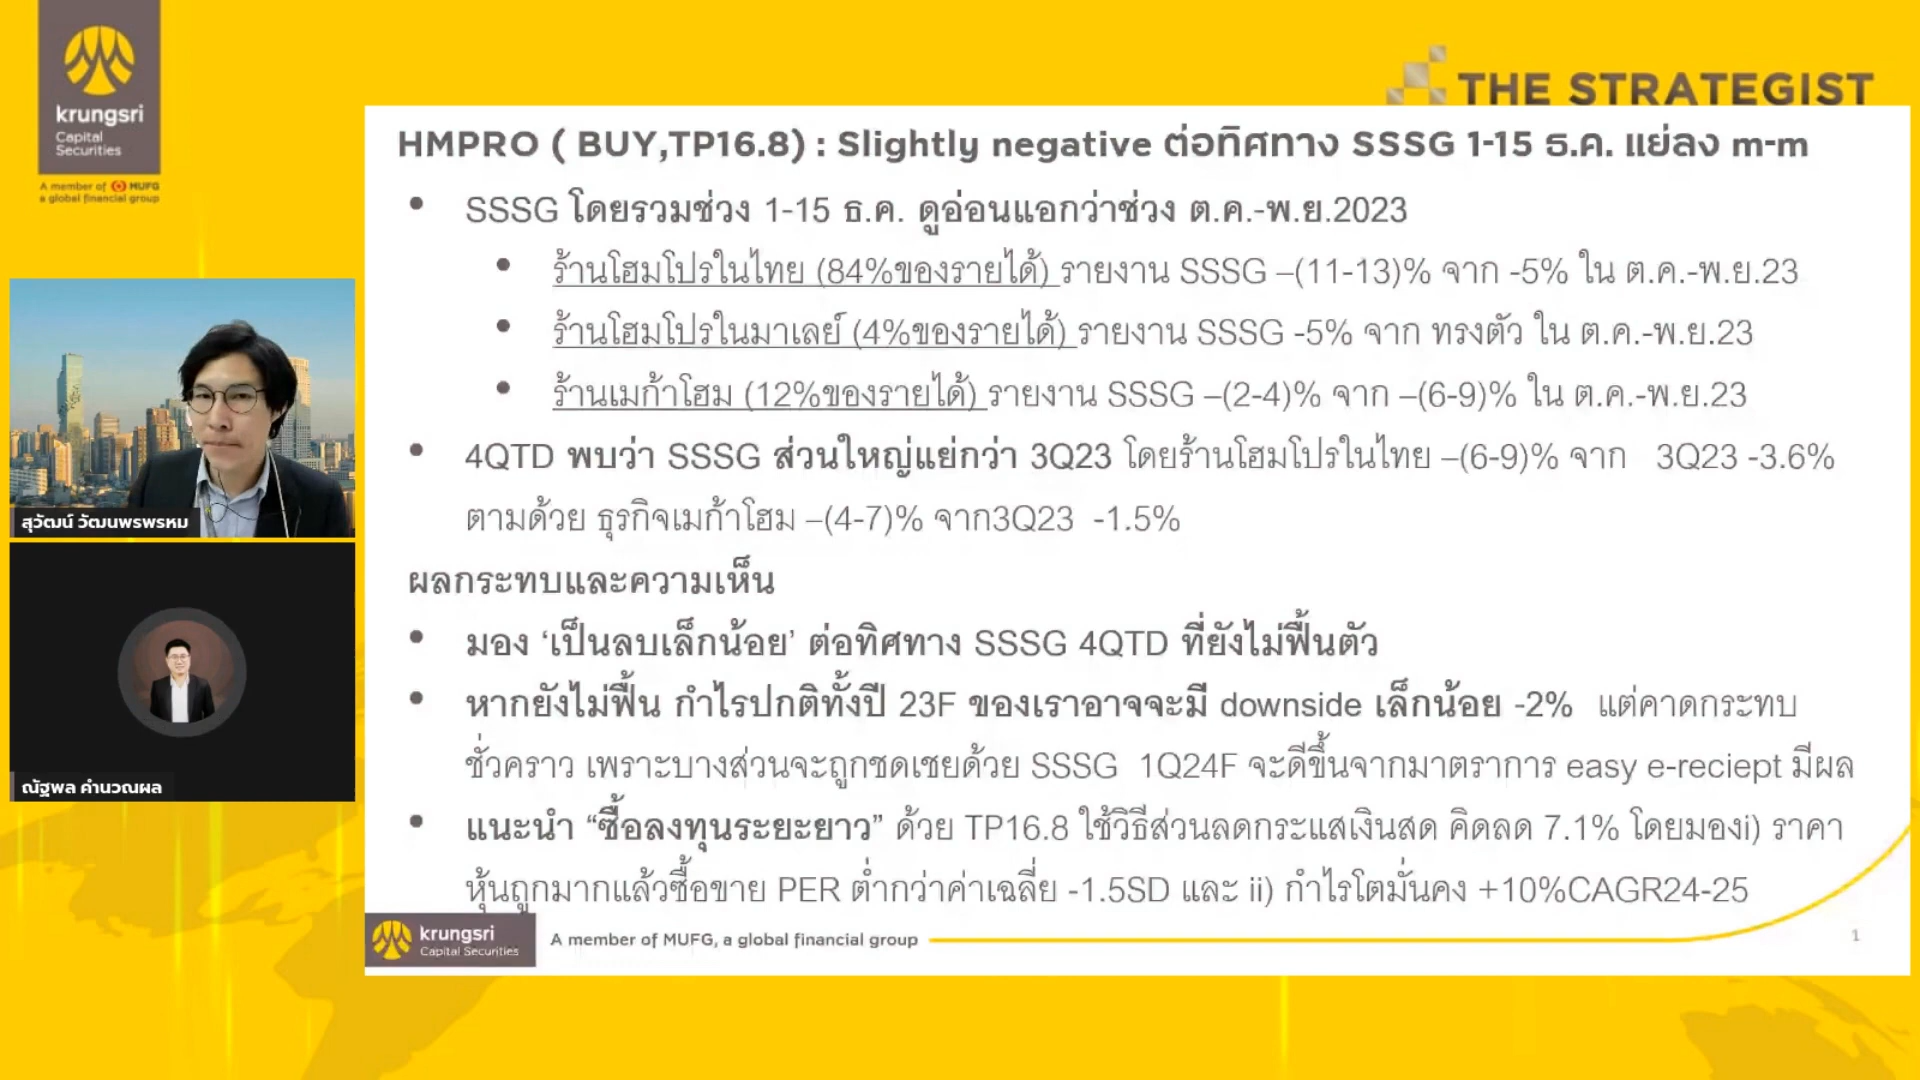 krungsri
Capital
Securities
A member of MUFG
a global financial group
THE STRATEGIST
HMPRO ( BUY,TP16.8) : Slightly negative ต่อทิศทาง SSSG 1-15 ธ.ค. แย่ลง m-m
• SSSG โดยรวมช่วง 1-15 ธ.ค. ดูอ่อนแอกว่าช่วง ต.ค.-พ.ย.2023
• ร้านโฮมโปรในไทย (84%ของรายได้) รายงาน SSSG –(11-13)% จาก -5% ใน ต.ค.-พ.ย.23
• ร้านโฮมโปรในมาเลย์ (4%ของรายได้) รายงาน SSSG -5% จาก ทรงตัว ใน ต.ค.-พ.ย.23
• ร้านเมก้าโฮม (12%ของรายได้) รายงาน SSSG –(2-4)% จาก –(6-9)% ใน ต.ค.-พ.ย.23
• 4QTD พบว่า SSSG ส่วนใหญ่แย่กว่า 3Q23 โดยร้านโฮมโปรในไทย –(6-9)% จาก 3Q23 -3.6%
ตามด้วย ธุรกิจเมก้าโฮม –(4-7)% จาก3Q23 -1.5%
ผลกระทบและความเห็น
• มอง ‘เป็นลบเล็กน้อย’ ต่อทิศทาง SSSG 4QTD ที่ยังไม่ฟื้นตัว
• หากยังไม่ฟื้น กำไรปกติทั้งปี 23F ของเราอาจจะมี downside เล็กน้อย -2% แต่คาดกระทบ
ชั่วคราว เพราะบางส่วนจะถูกชดเชยด้วย SSSG 1Q24F จะดีขึ้นจากมาตราการ easy e-reciept มีผล
• แนะนำ “ซื้อลงทุนระยะยาว” ด้วย TP16.8 ใช้วิธีส่วนลดกระแสเงินสด คิดลด 7.1% โดยมองi) ราคา
หุ้นถูกมากแล้วซื้อขาย PER ต่ำกว่าค่าเฉลี่ย -1.5SD และ ii) กำไรโตมั่นคง +10%CAGR24-25
สุวัฒน์ วัฒนพรพรหม
ณัฐพล คำนวณผล
krungsri
Capital Securities
A member of MUFG, a global financial group
1